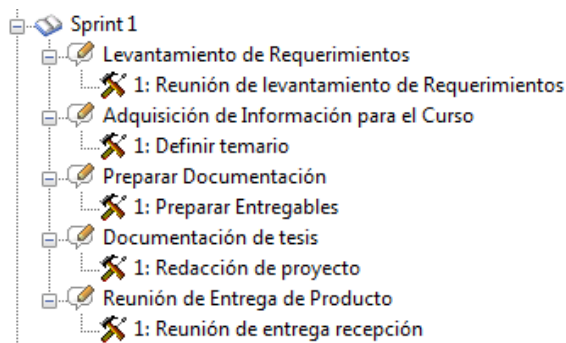 Sprint 1
Levantamiento de Requerimientos
1: Reunión de levantamiento de Requerimientos
Adquisición de Información para el Curso
1: Definir temario
Preparar Documentación
1: Preparar Entregables
Documentación de tesis
1: Redacción de proyecto
Reunión de Entrega de Producto
1: Reunión de entrega recepción